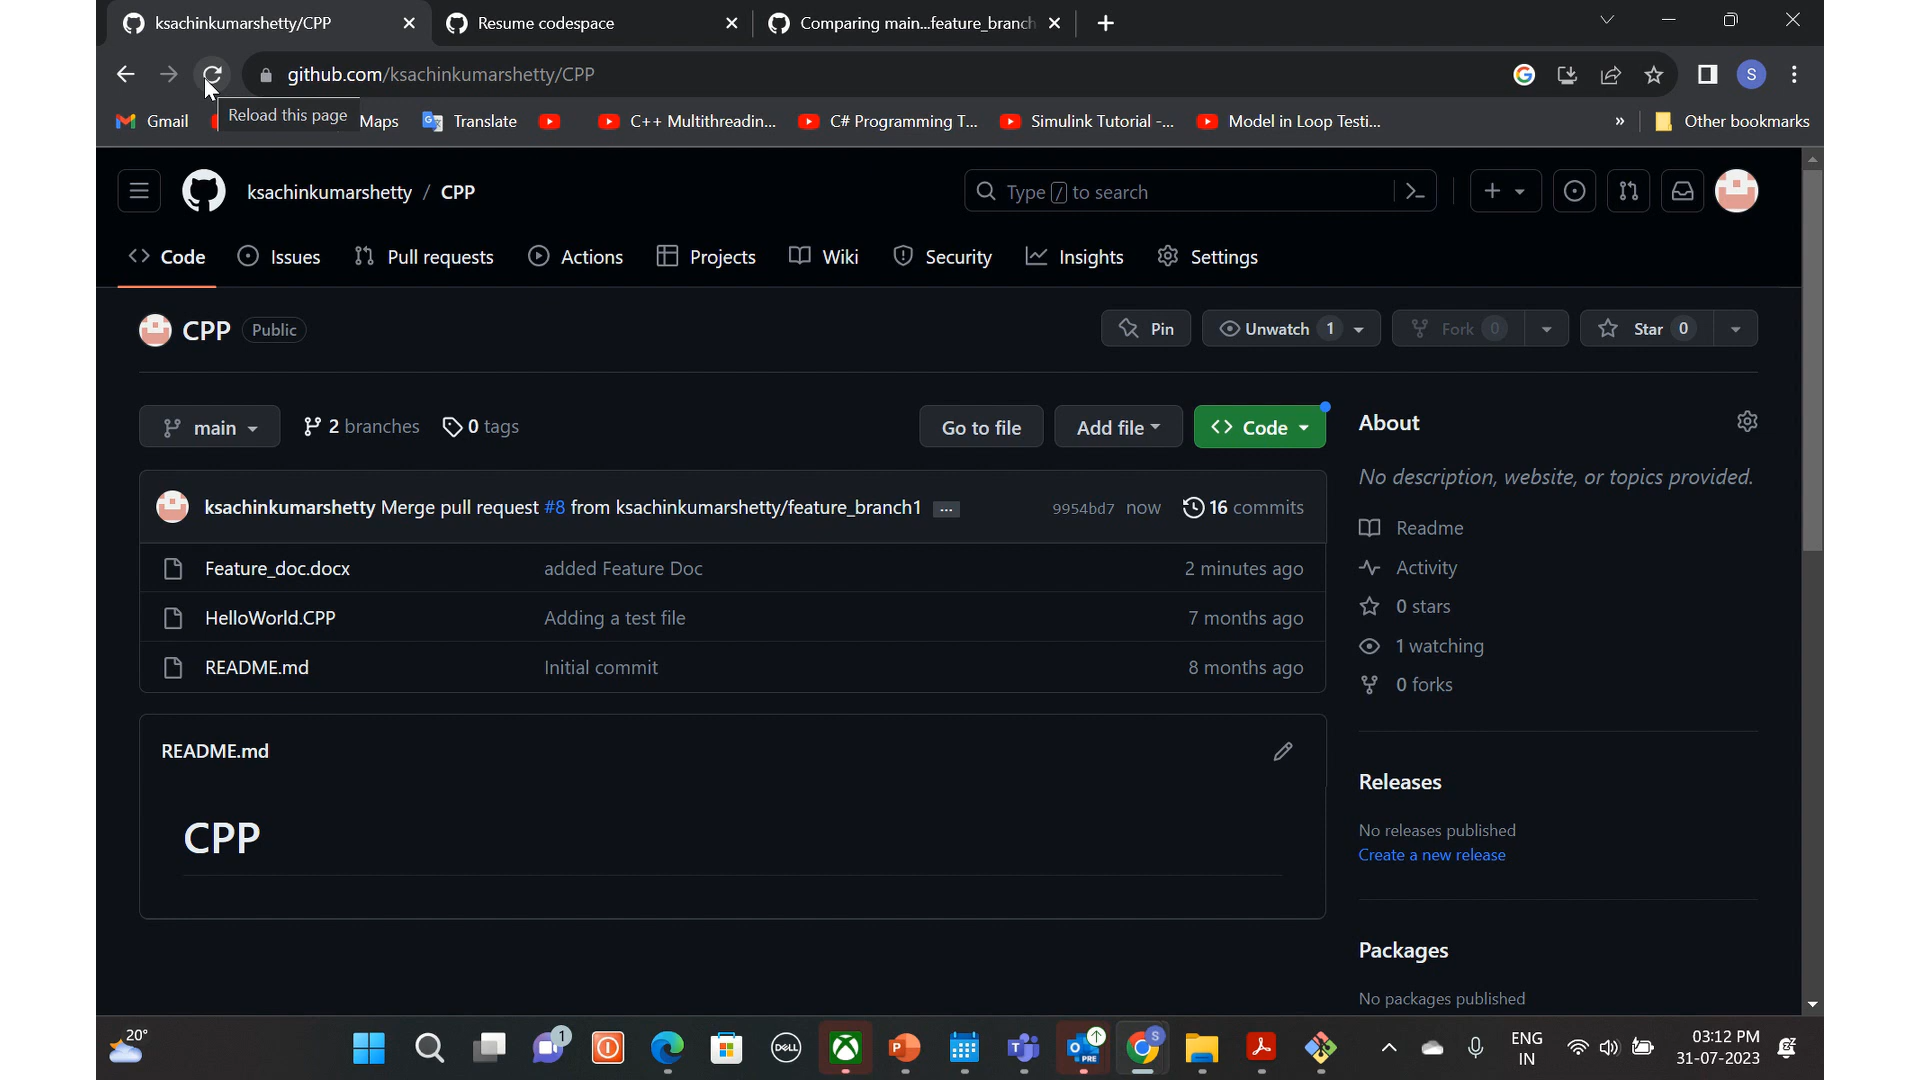 ksachinkumarshetty/CPP
Resume codespace
Comparing main...feature_branch
github.com/ksachinkumarshetty/CPP
S
Reload this page
Gmail
Maps
Translate
C++ Multithreadin...
C# Programming T...
Simulink Tutorial -...
Model in Loop Testi...
»
Other bookmarks
ksachinkumarshetty / CPP
Type / to search
Code
Issues
Pull requests
Actions
Projects
Wiki
Security
Insights
Settings
CPP
Public
Pin
Unwatch 1
Fork 0
Star 0
main
2 branches
0 tags
Go to file
Add file
Code
ksachinkumarshetty Merge pull request #8 from ksachinkumarshetty/feature_branch1 ...
9954bd7 now
16 commits
Feature_doc.docx added Feature Doc 2 minutes ago
HelloWorld.CPP Adding a test file 7 months ago
README.md Initial commit 8 months ago
README.md
CPP
About
No description, website, or topics provided.
Readme
Activity
0 stars
1 watching
0 forks
Releases
No releases published
Create a new release
Packages
No packages published
20°
1
DELL
PRE
S
ENG
IN
03:12 PM
31-07-2023